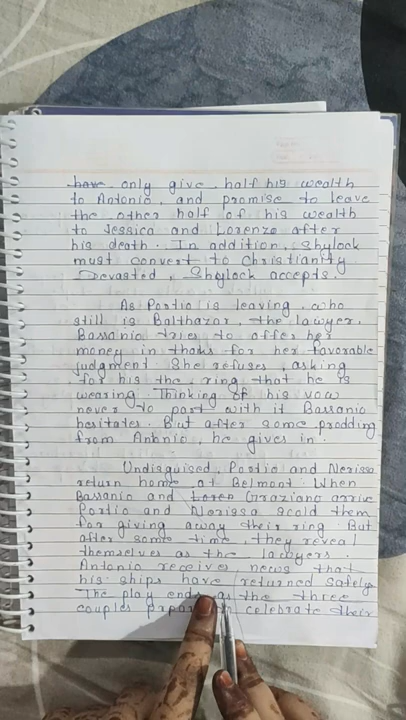 have only give half his wealth
to Antonio, and promise to leave
the other half of his wealth
to Jessica and Lorenzo after
his death. In addition, Shylock
must convert to Christianity.
Devasted, Shylock accepts.
As Portia is leaving, who
still is Balthazar, the lawyer.
Bassanio tries to offer her
money in thaks for her favorable
judgment. She refuses, asking
for his the ring that he is
wearing. Thinking of his vow
never to part with it Bassanio
hesitates. But after some prodding
from Antonio, he gives in.
Undisguised, Portia and Nerissa
return home at Belmont. When
Bassanio and Loren Graziano arrive
Portia and Nerissa scold them
for giving away their ring. But
after some time, they reveal
themselves as the lawyers.
Antonio receives news that
his ships have returned safely.
The play ends as the three
couples celebrate their